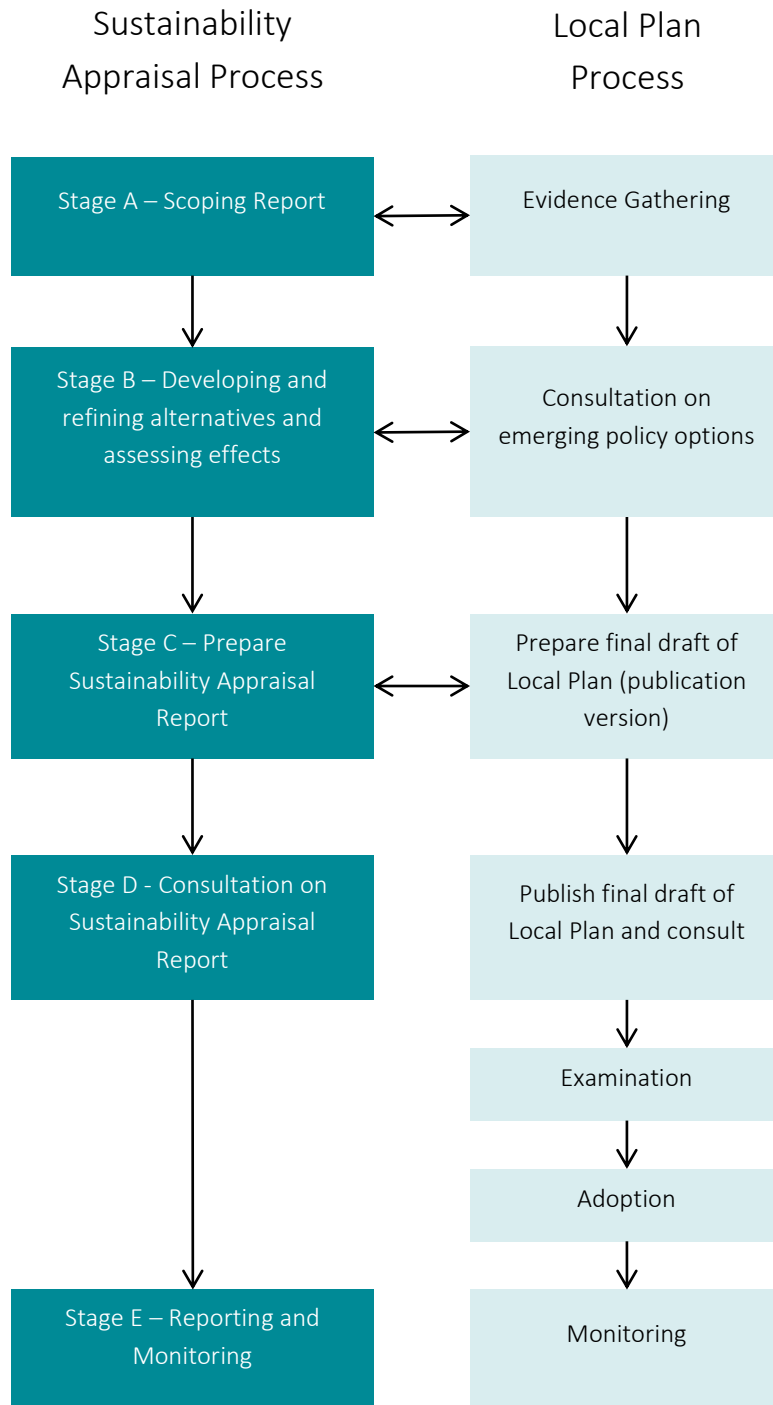 Sustainability
Appraisal Process
Local Plan
Process
Stage A – Scoping Report
Evidence Gathering
Stage B – Developing and
refining alternatives and
assessing effects
Consultation on
emerging policy options
Stage C – Prepare
Sustainability Appraisal
Report
Prepare final draft of
Local Plan (publication
version)
Stage D - Consultation on
Sustainability Appraisal
Report
Publish final draft of
Local Plan and consult
Examination
Adoption
Stage E – Reporting and
Monitoring
Monitoring